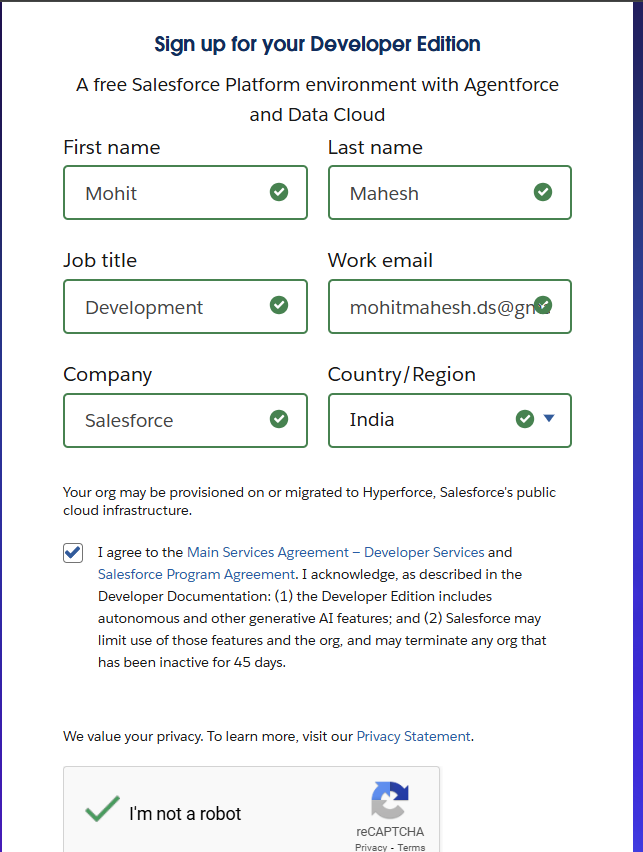 Sign up for your Developer Edition
A free Salesforce Platform environment with Agentforce
and Data Cloud
First name
Last name
Mohit
Mahesh
Job title
Work email
Development
mohitmahesh.ds@gm
Company
Country/Region
Salesforce
India
Your org may be provisioned on or migrated to Hyperforce, Salesforce's public
cloud infrastructure.
I agree to the Main Services Agreement – Developer Services and
Salesforce Program Agreement. I acknowledge, as described in the
Developer Documentation: (1) the Developer Edition includes
autonomous and other generative AI features; and (2) Salesforce may
limit use of those features and the org, and may terminate any org that
has been inactive for 45 days.
We value your privacy. To learn more, visit our Privacy Statement.
I'm not a robot
reCAPTCHA
Privacy - Terms